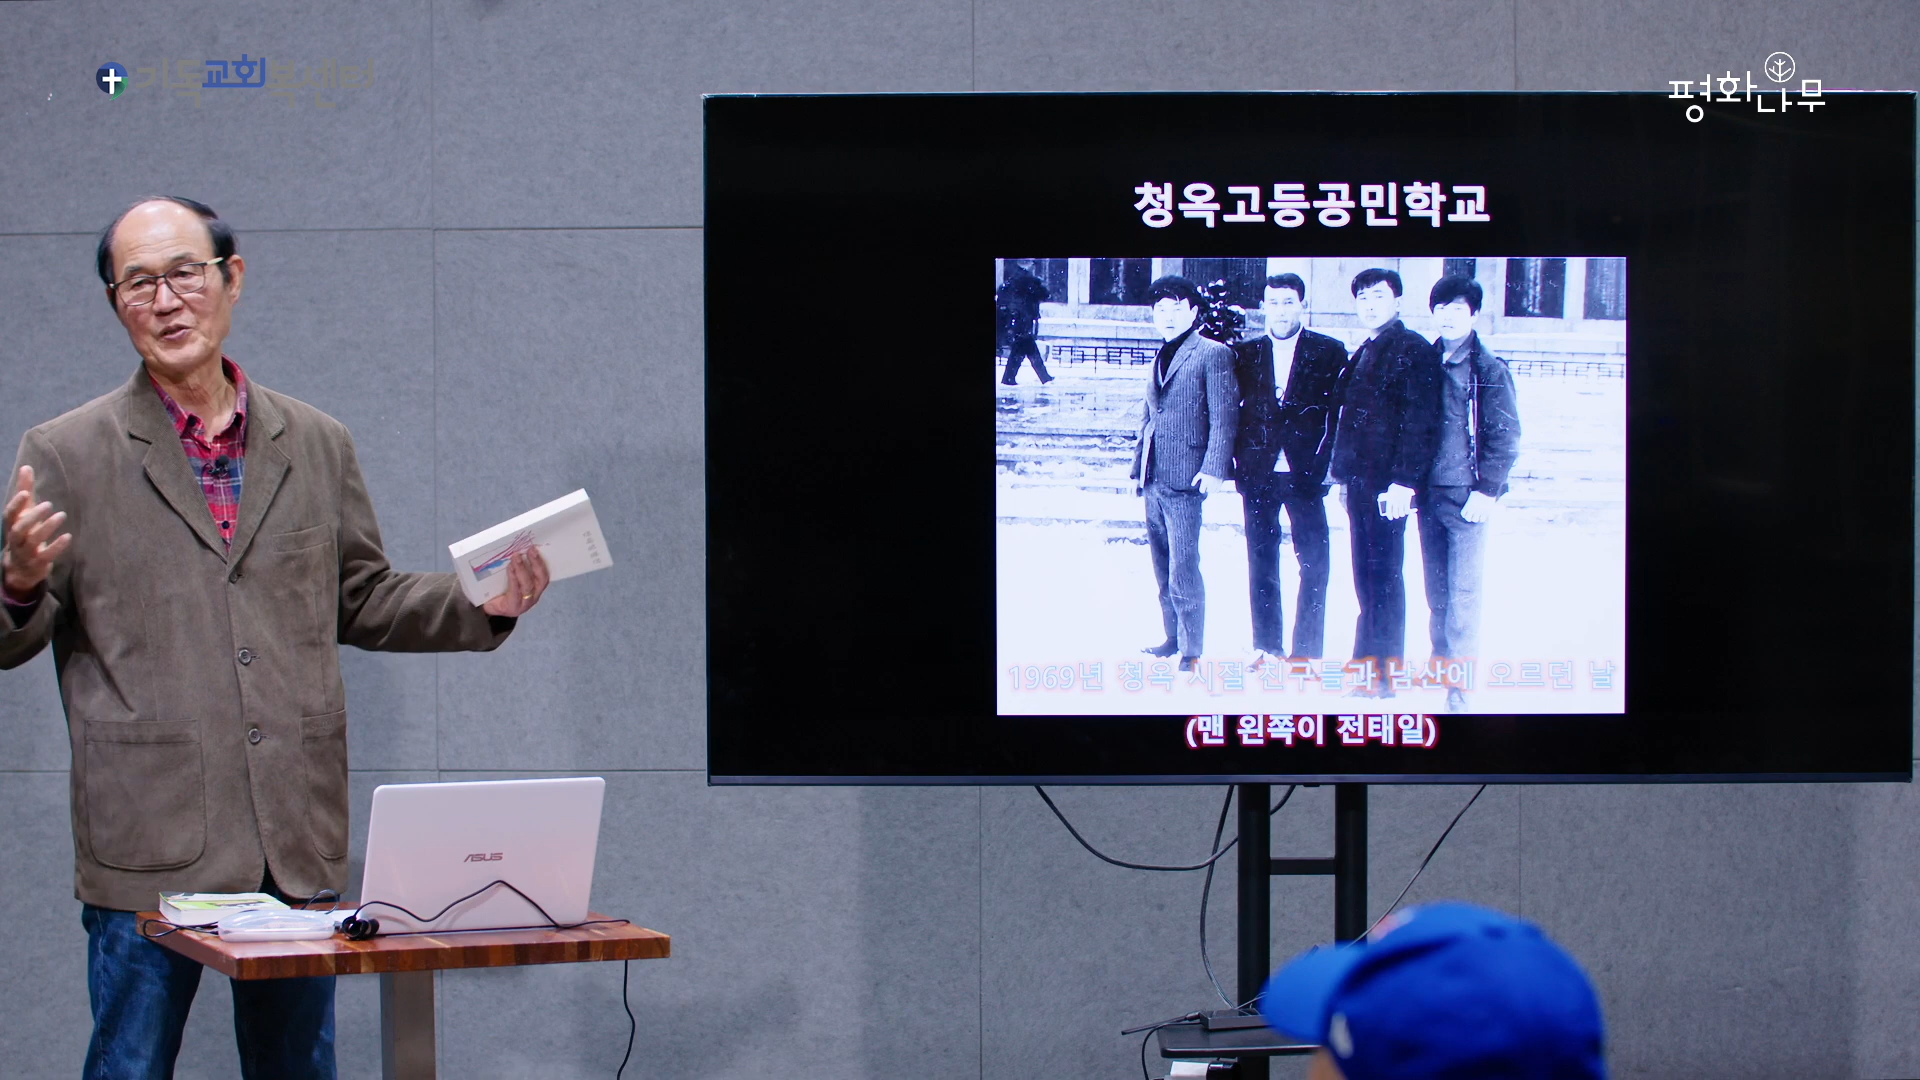 기독교회복센터
평화나무
청옥고등공민학교
1969년 청옥 시절 친구들과 남산에 오르던 날
(맨 왼쪽이 전태일)
ASUS